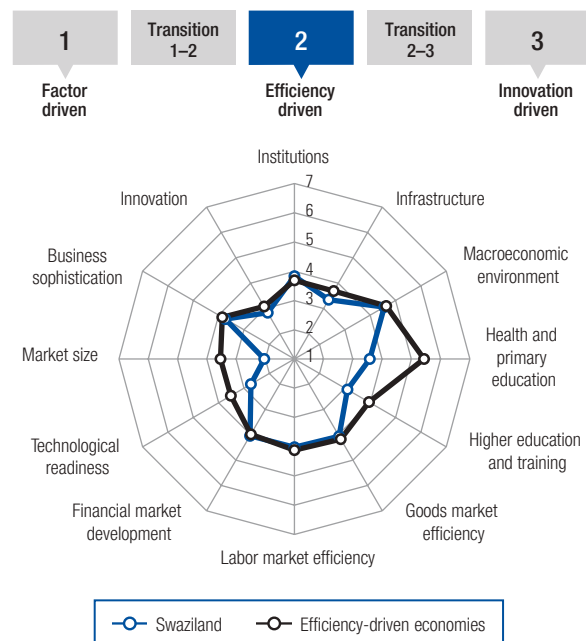 1
Transition
1–2
2
Transition
2–3
3
Factor
driven
Efficiency
driven
Innovation
driven
Institutions
Infrastructure
Macroeconomic
environment
Health and
primary
education
Higher education
and training
Goods market
efficiency
Labor market efficiency
Financial market
development
Technological
readiness
Market size
Business
sophistication
Innovation
7
6
5
4
3
2
1
Swaziland
Efficiency-driven economies